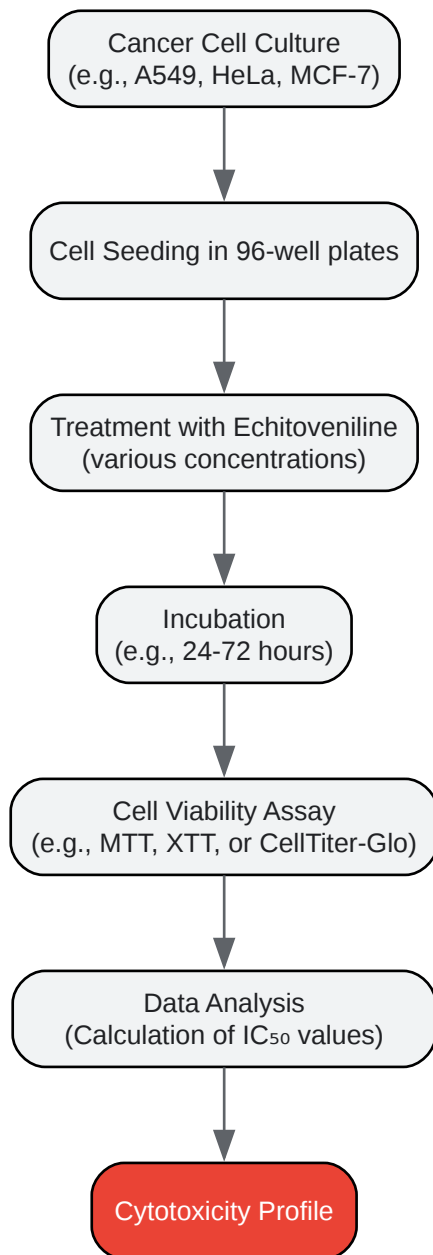 Cancer Cell Culture
(e.g., A549, HeLa, MCF-7)
Cell Seeding in 96-well plates
Treatment with Echitoveniline
(various concentrations)
Incubation
(e.g., 24-72 hours)
Cell Viability Assay
(e.g., MTT, XTT, or CellTiter-Glo)
Data Analysis
(Calculation of IC₅₀ values)
Cytotoxicity Profile